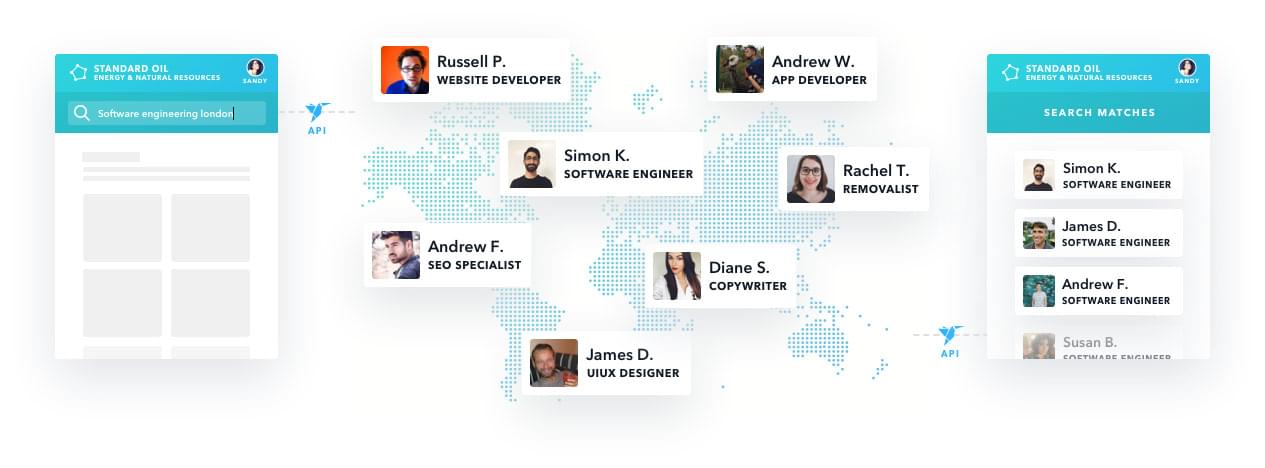 STANDARD OIL
ENERGY & NATURAL RESOURCES
SANDY
Software engineering london
API
Russell P.
WEBSITE DEVELOPER
Andrew W.
APP DEVELOPER
Simon K.
SOFTWARE ENGINEER
Rachel T.
REMOVALIST
Andrew F.
SEO SPECIALIST
Diane S.
COPYWRITER
James D.
UIUX DESIGNER
API
STANDARD OIL
ENERGY & NATURAL RESOURCES
SANDY
SEARCH MATCHES
Simon K.
SOFTWARE ENGINEER
James D.
SOFTWARE ENGINEER
Andrew F.
SOFTWARE ENGINEER
Susan B.
SOFTWARE ENGINEER